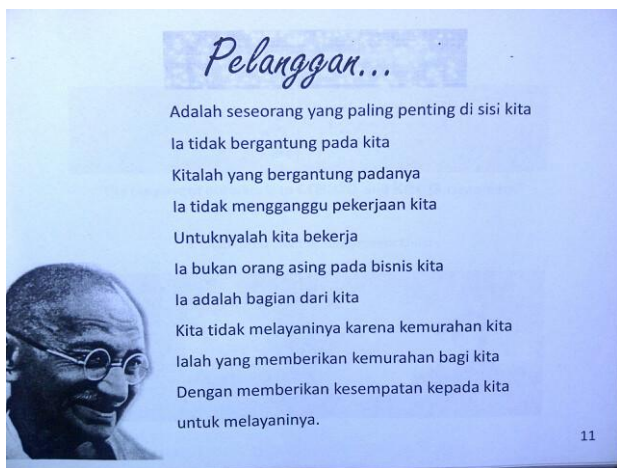 Pelanggan...
Adalah seseorang yang paling penting di sisi kita
Ia tidak bergantung pada kita
Kitalah yang bergantung padanya
Ia tidak mengganggu pekerjaan kita
Untuknyalah kita bekerja
Ia bukan orang asing pada bisnis kita
Ia adalah bagian dari kita
Kita tidak melayaninya karena kemurahan kita
Ialah yang memberikan kemurahan bagi kita
Dengan memberikan kesempatan kepada kita
untuk melayaninya.
11